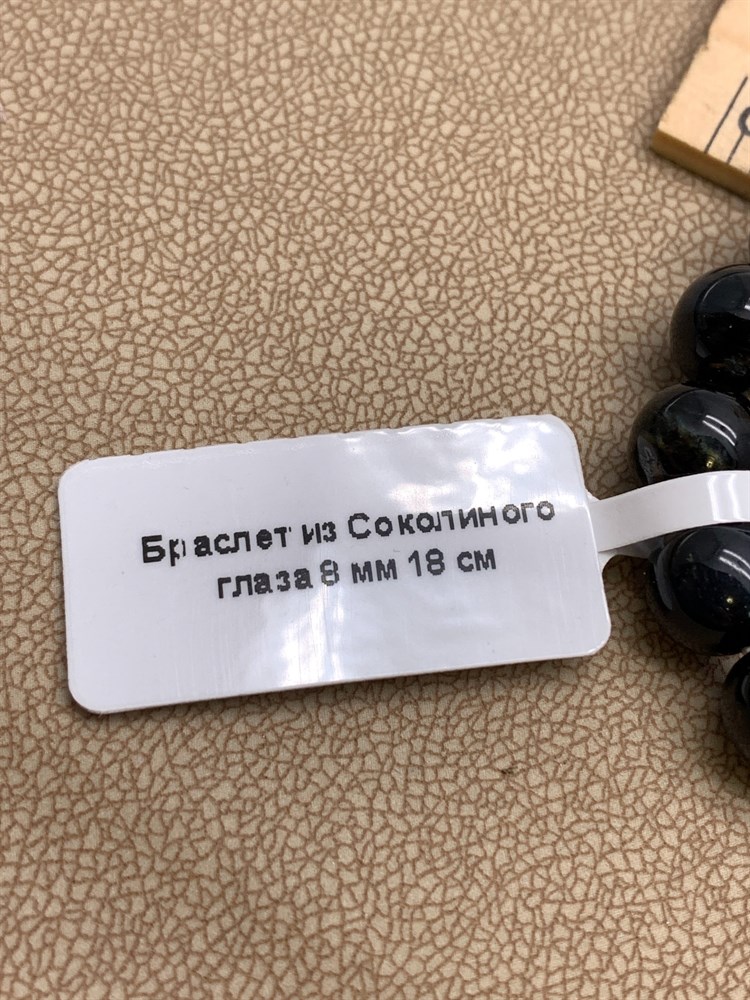 Браслет из Соколиного
глаза 8 мм 18 см